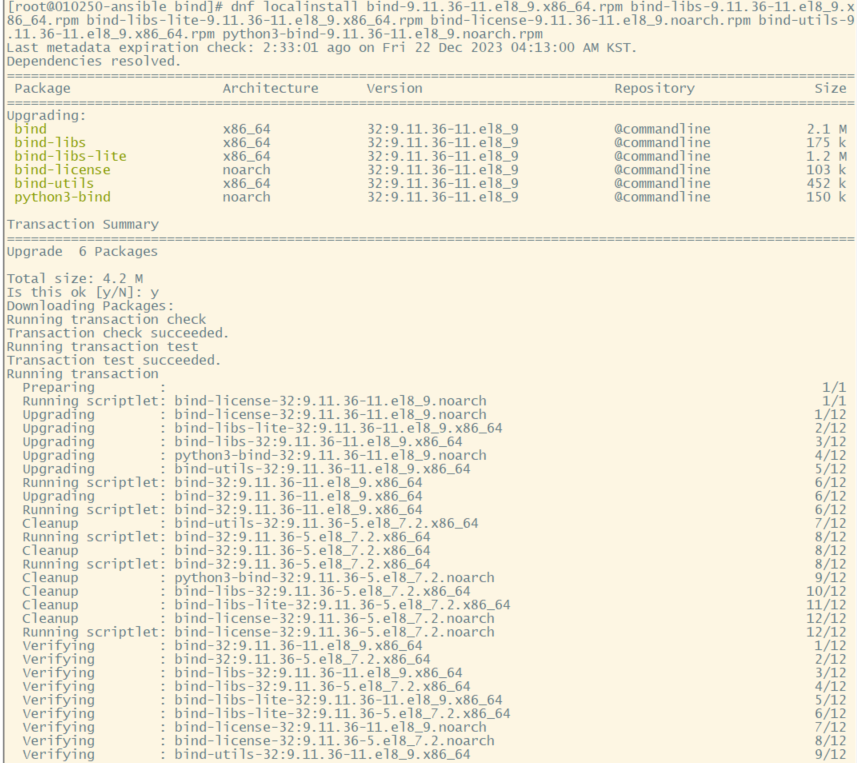 [root@010250-ansible bind]# dnf localinstall bind-9.11.36-11.el8_9.x86_64.rpm bind-libs-9.11.36-11.el8_9.x
86_64.rpm bind-libs-lite-9.11.36-11.el8_9.x86_64.rpm bind-license-9.11.36-11.el8_9.noarch.rpm bind-utils-9
.11.36-11.el8_9.x86_64.rpm python3-bind-9.11.36-11.el8_9.noarch.rpm
Last metadata expiration check: 2:33:01 ago on Fri 22 Dec 2023 04:13:00 AM KST.
Dependencies resolved.
Package Architecture Version Repository Size
Upgrading:
bind x86_64 32:9.11.36-11.el8_9 @commandline 2.1 M
bind-libs x86_64 32:9.11.36-11.el8_9 @commandline 175 k
bind-libs-lite x86_64 32:9.11.36-11.el8_9 @commandline 1.2 M
bind-license noarch 32:9.11.36-11.el8_9 @commandline 103 k
bind-utils x86_64 32:9.11.36-11.el8_9 @commandline 452 k
python3-bind noarch 32:9.11.36-11.el8_9 @commandline 150 k
Transaction Summary
Upgrade 6 Packages
Total size: 4.2 M
Is this ok [y/N]: y
Downloading Packages:
Running transaction check
Transaction check succeeded.
Running transaction test
Transaction test succeeded.
Running transaction
Preparing : 1/1
Running scriptlet: bind-license-32:9.11.36-11.el8_9.noarch 1/1
Upgrading : bind-license-32:9.11.36-11.el8_9.noarch 1/12
Upgrading : bind-libs-lite-32:9.11.36-11.el8_9.x86_64 2/12
Upgrading : bind-libs-32:9.11.36-11.el8_9.x86_64 3/12
Upgrading : python3-bind-32:9.11.36-11.el8_9.noarch 4/12
Upgrading : bind-utils-32:9.11.36-11.el8_9.x86_64 5/12
Running scriptlet: bind-32:9.11.36-11.el8_9.x86_64 6/12
Upgrading : bind-32:9.11.36-11.el8_9.x86_64 6/12
Running scriptlet: bind-32:9.11.36-11.el8_9.x86_64 6/12
Cleanup : bind-utils-32:9.11.36-5.el8_7.2.x86_64 7/12
Running scriptlet: bind-32:9.11.36-5.el8_7.2.x86_64 8/12
Cleanup : bind-32:9.11.36-5.el8_7.2.x86_64 8/12
Running scriptlet: bind-32:9.11.36-5.el8_7.2.x86_64 8/12
Cleanup : python3-bind-32:9.11.36-5.el8_7.2.noarch 9/12
Cleanup : bind-libs-32:9.11.36-5.el8_7.2.x86_64 10/12
Cleanup : bind-libs-lite-32:9.11.36-5.el8_7.2.x86_64 11/12
Cleanup : bind-license-32:9.11.36-5.el8_7.2.noarch 12/12
Running scriptlet: bind-license-32:9.11.36-5.el8_7.2.noarch 12/12
Verifying : bind-32:9.11.36-11.el8_9.x86_64 1/12
Verifying : bind-32:9.11.36-5.el8_7.2.x86_64 2/12
Verifying : bind-libs-32:9.11.36-11.el8_9.x86_64 3/12
Verifying : bind-libs-32:9.11.36-5.el8_7.2.x86_64 4/12
Verifying : bind-libs-lite-32:9.11.36-11.el8_9.x86_64 5/12
Verifying : bind-libs-lite-32:9.11.36-5.el8_7.2.x86_64 6/12
Verifying : bind-license-32:9.11.36-11.el8_9.noarch 7/12
Verifying : bind-license-32:9.11.36-5.el8_7.2.noarch 8/12
Verifying : bind-utils-32:9.11.36-11.el8_9.x86_64 9/12